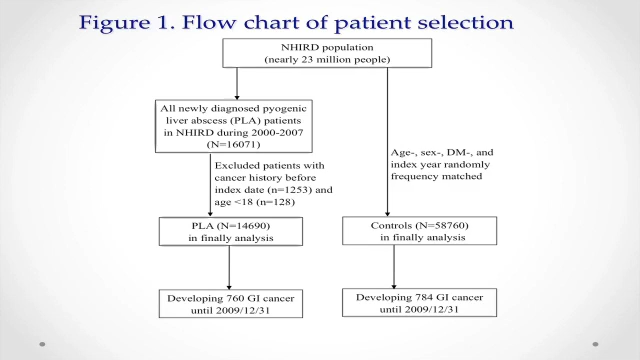 Figure 1. Flow chart of patient selection
NHIRD population
(nearly 23 million people)
All newly diagnosed pyogenic
liver abscess (PLA) patients
in NHIRD during 2000-2007
(N=16071)
Excluded patients with
cancer history before
index date (n=1253) and
age <18 (n=128)
Age-, sex-, DM-, and
index year randomly
frequency matched
PLA (N=14690)
in finally analysis
Controls (N=58760)
in finally analysis
Developing 760 GI cancer
until 2009/12/31
Developing 784 GI cancer
until 2009/12/31